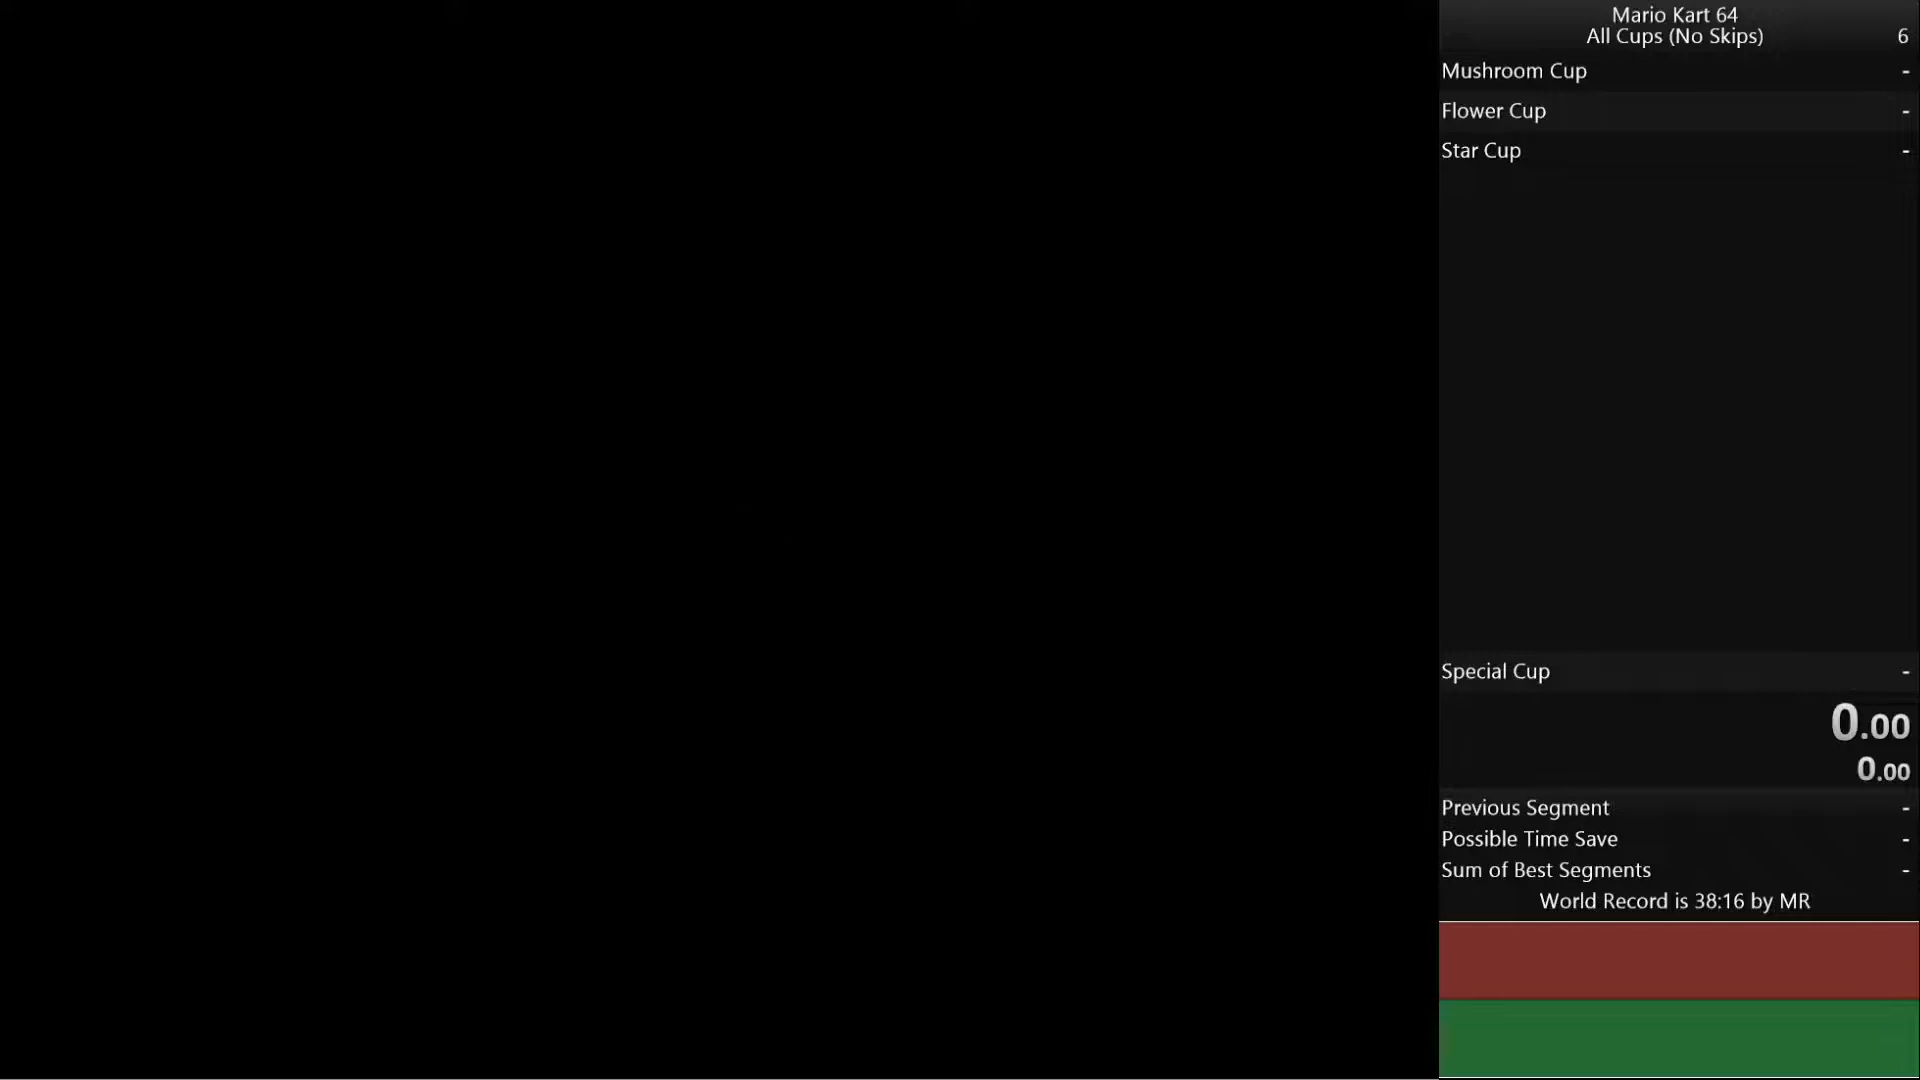 Mario Kart 64
All Cups (No Skips) 6
Mushroom Cup -
Flower Cup -
Star Cup -
Special Cup -
0.00
0.00
Previous Segment -
Possible Time Save -
Sum of Best Segments -
World Record is 38:16 by MR